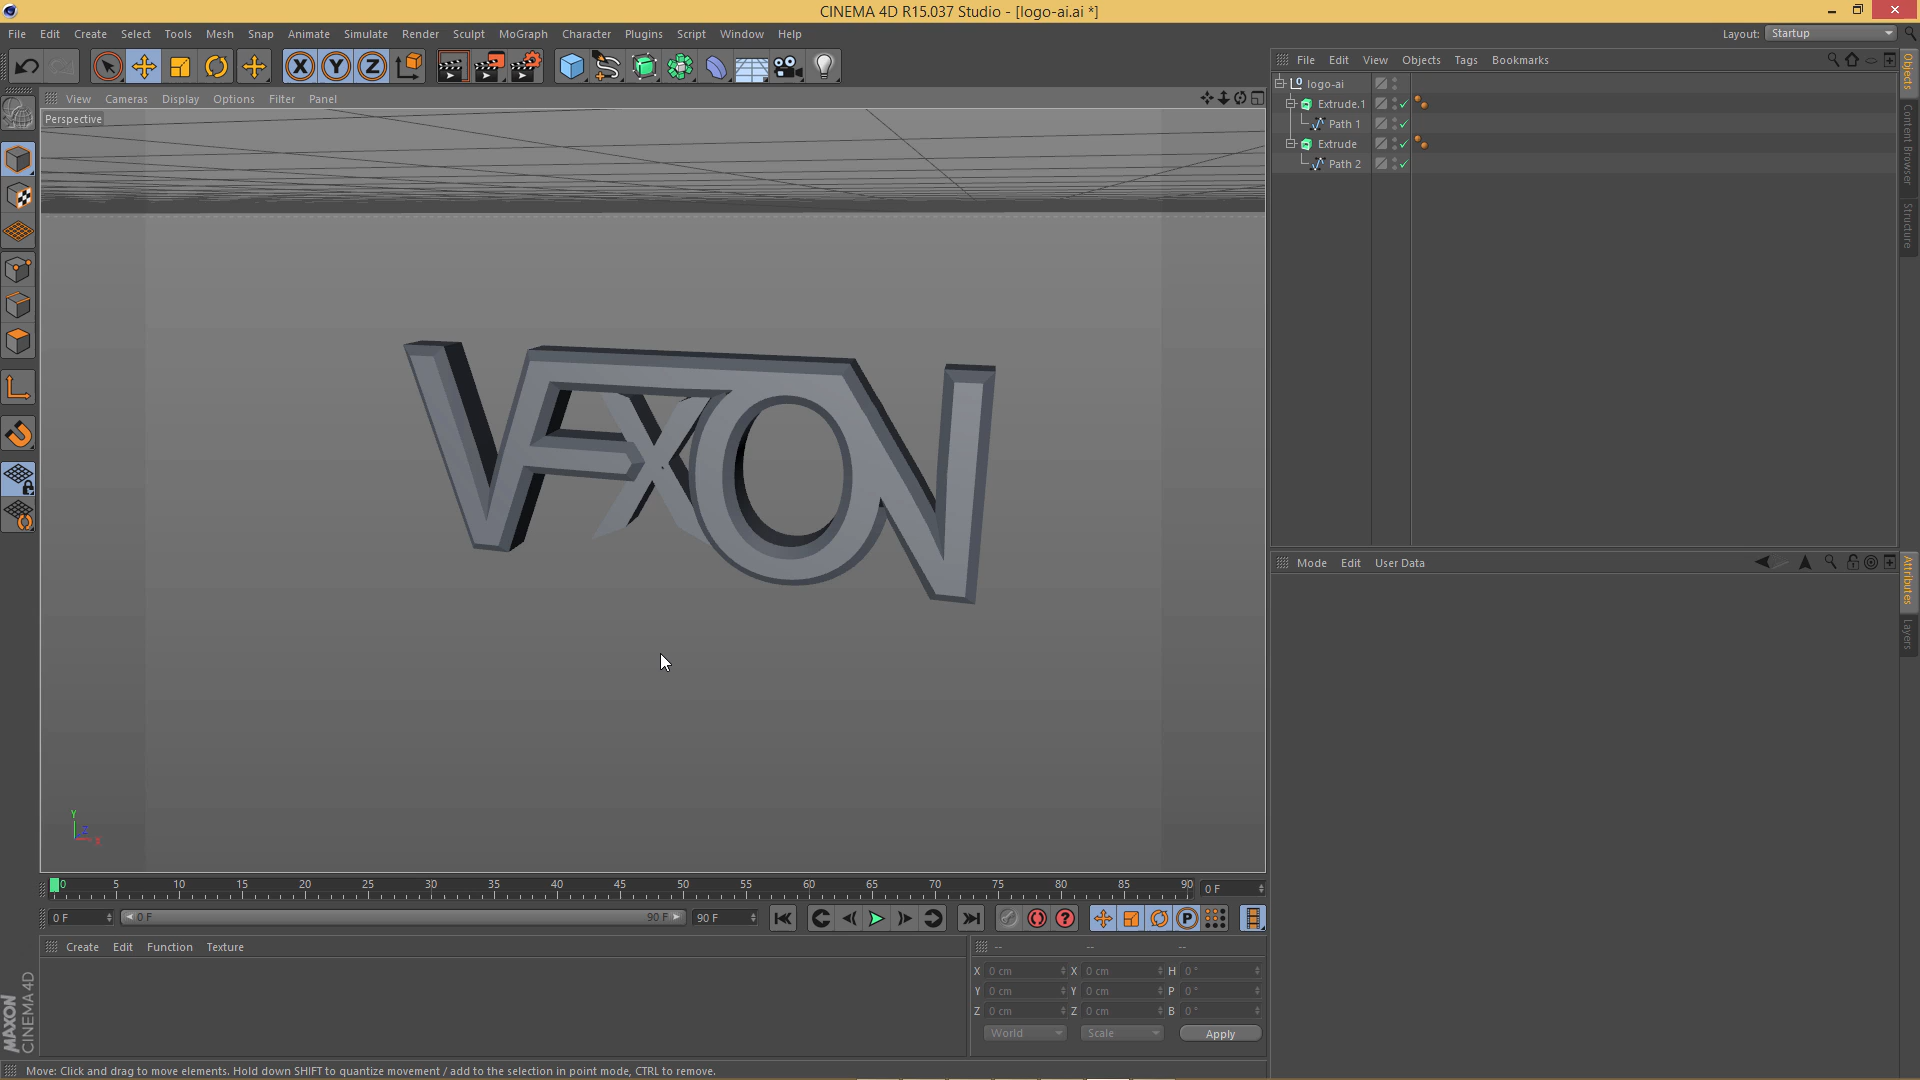 CINEMA 4D R15.037 Studio - [logo-ai.ai *]
File Edit Create Select Tools Mesh Snap Animate Simulate Render Sculpt MoGraph Character Plugins Script Window Help
Layout: Startup
X Y Z
File Edit View Objects Tags Bookmarks
logo-ai
Extrude.1
Path 1
Extrude
Path 2
Objects
Content Browser
Structure
View Cameras Display Options Filter Panel
Perspective
VFXON
Y
Z
X
Mode Edit User Data
Attributes
Layers
0 5 10 15 20 25 30 35 40 45 50 55 60 65 70 75 80 85 90
0 F
0 F 0 F 90 F 90 F
P
Create Edit Function Texture
-- -- --
X 0 cm X 0 cm H 0 °
Y 0 cm Y 0 cm P 0 °
Z 0 cm Z 0 cm B 0 °
World Scale Apply
MAXON
CINEMA 4D
Move: Click and drag to move elements. Hold down SHIFT to quantize movement / add to the selection in point mode, CTRL to remove.